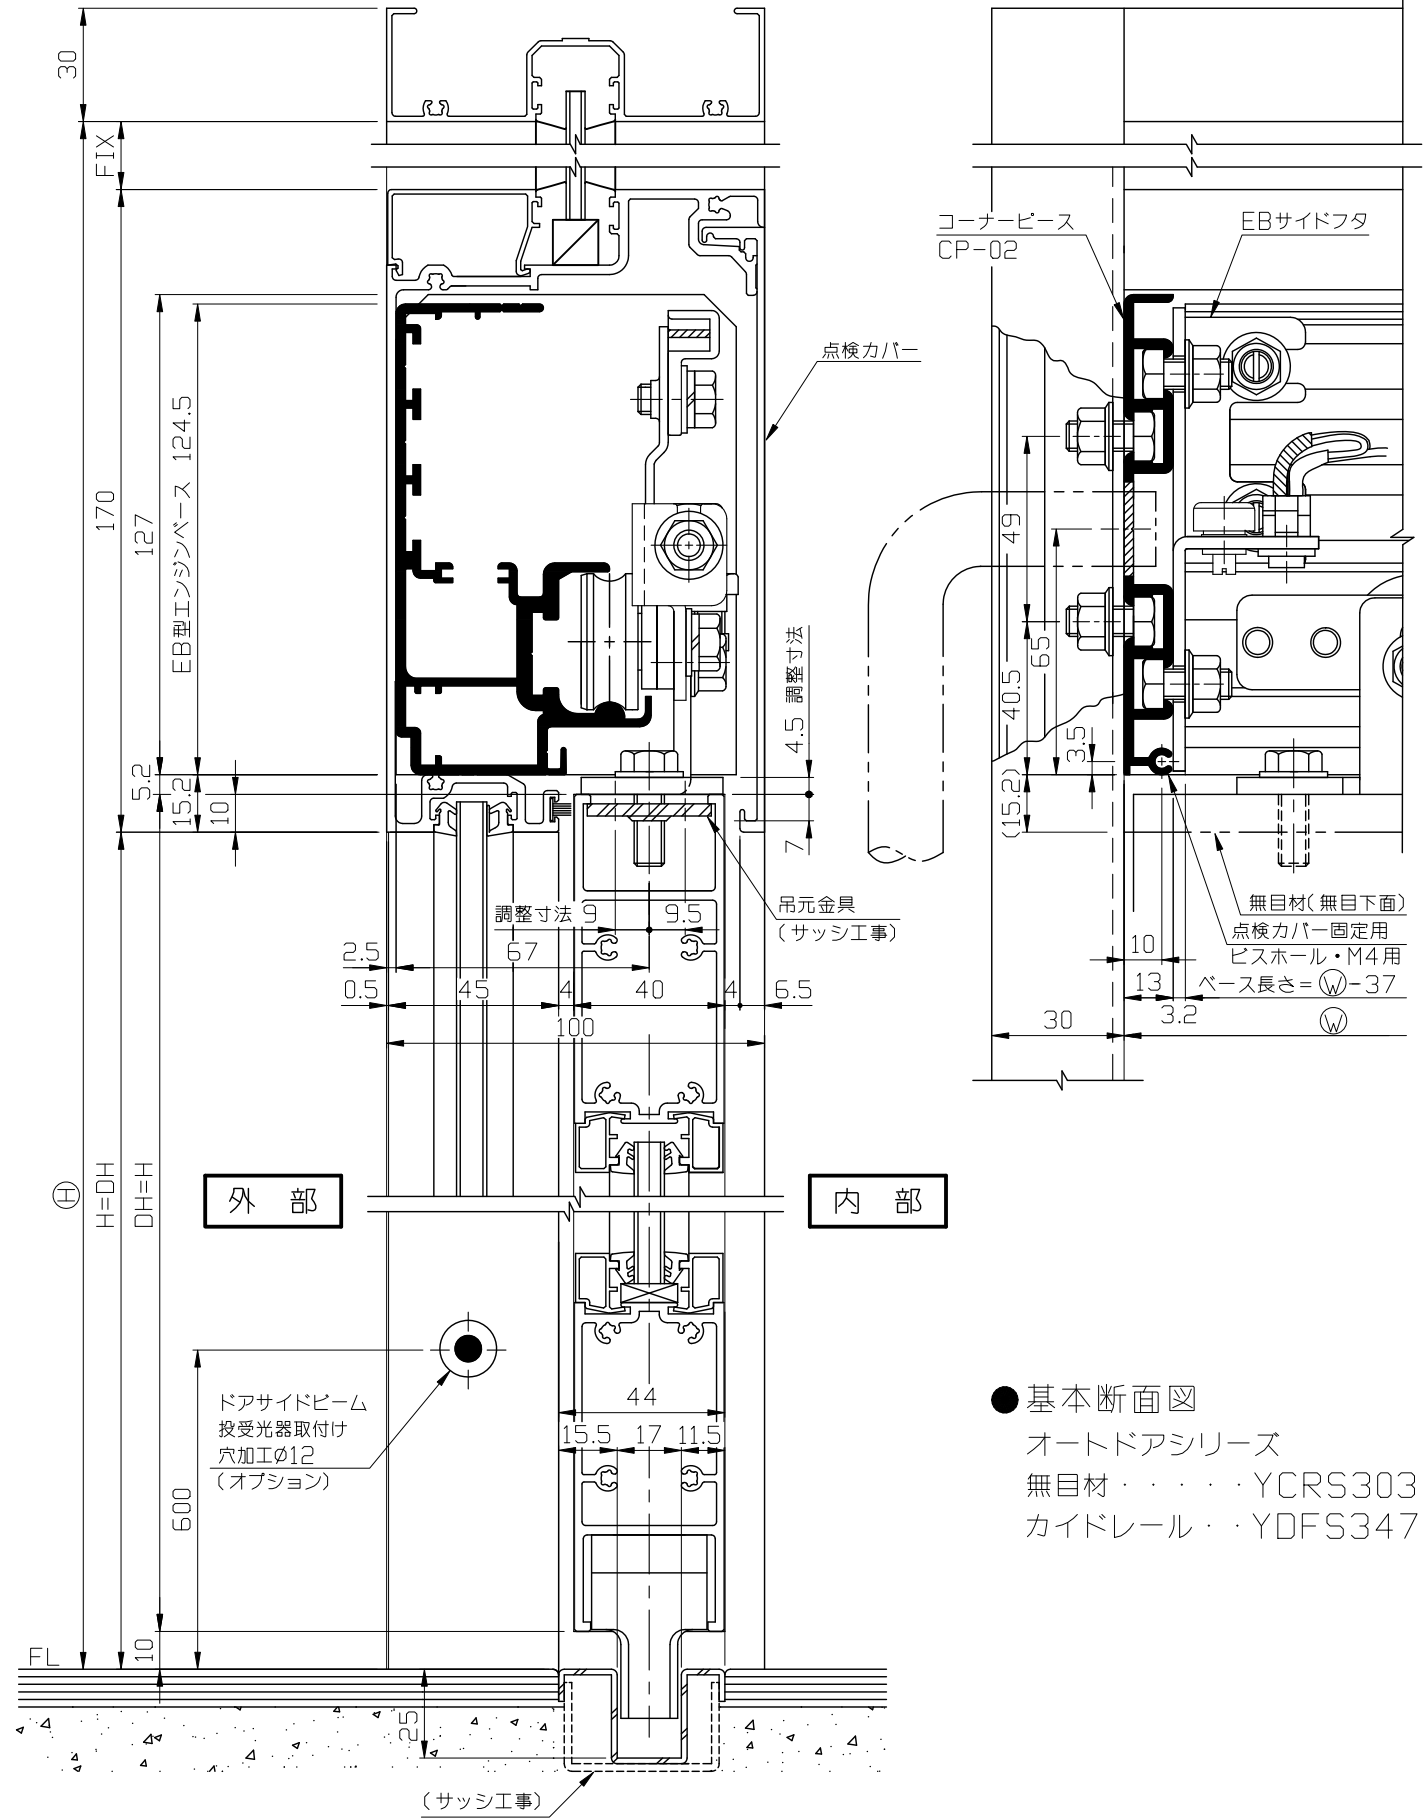 30
FIX
170
127
EB型エンジンベース 124.5
5.2
15.2
10
点検カバー
4.5 調整寸法
7
吊元金具
(サッシ工事)
調整寸法 9
9.5
2.5
67
0.5
45
4
40
4
6.5
100
H
H=DH
DH=H
外 部
内 部
ドアサイドビーム
投受光器取付け
穴加工Ø12
(オプション)
600
44
15.5
17
11.5
10
FL
25
(サッシ工事)
コーナーピース
CP-02
EBサイドフタ
49
65
40.5
3.5
(15.2)
無目材(無目下面)
点検カバー固定用
ビスホール・M4用
10
13
ベース長さ=Ⓦ-37
3.2
30
Ⓦ
●基本断面図
オートドアシリーズ
無目材・・・・・YCRS303
カイドレール・・YDFS347